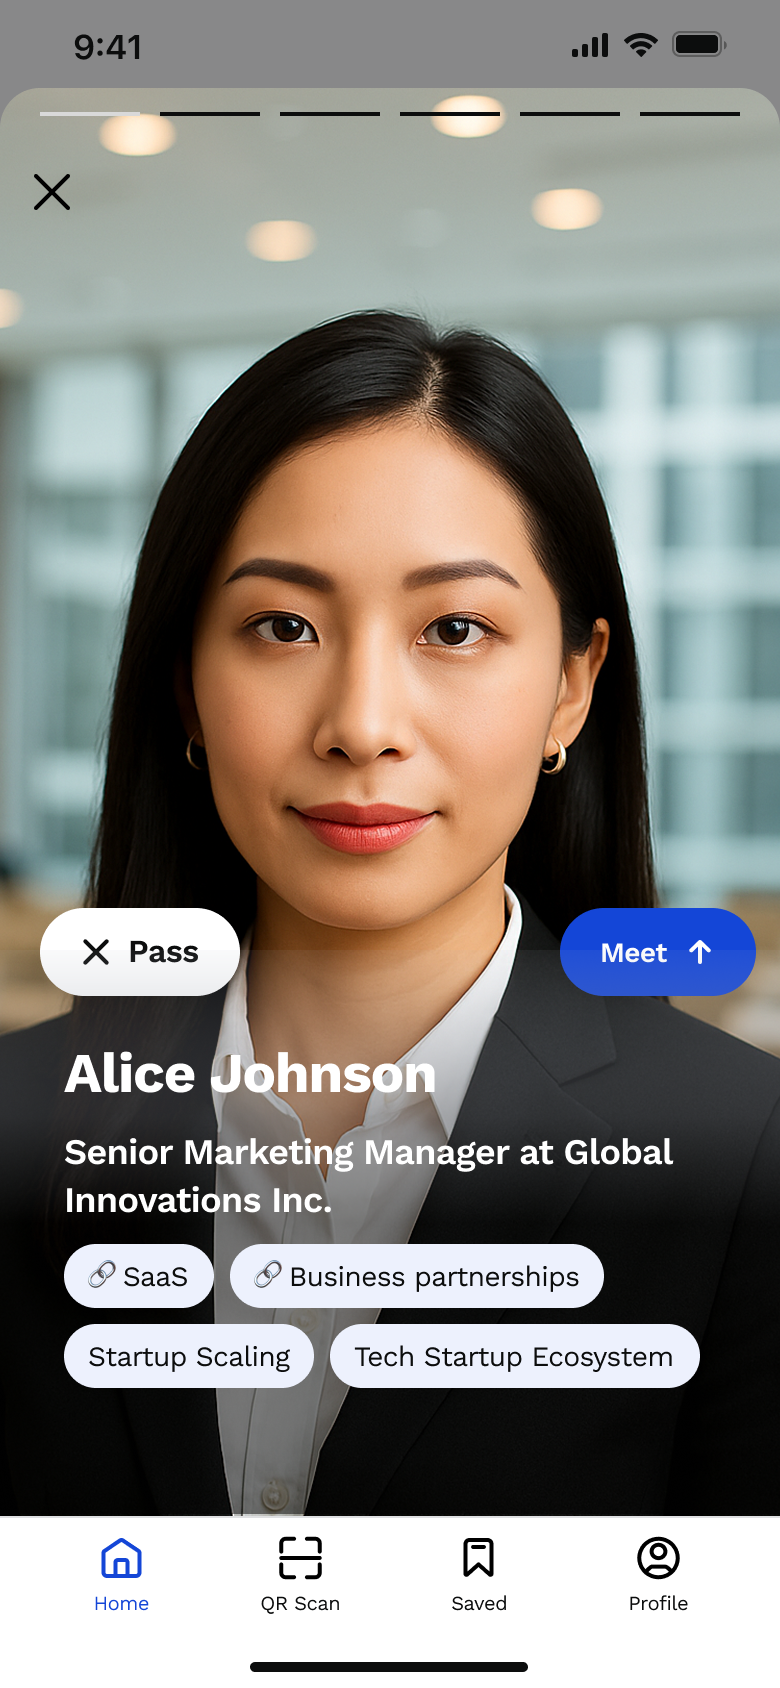 9:41
Pass
Meet
Alice Johnson
Senior Marketing Manager at Global
Innovations Inc.
SaaS
Business partnerships
Startup Scaling
Tech Startup Ecosystem
Home
QR Scan
Saved
Profile